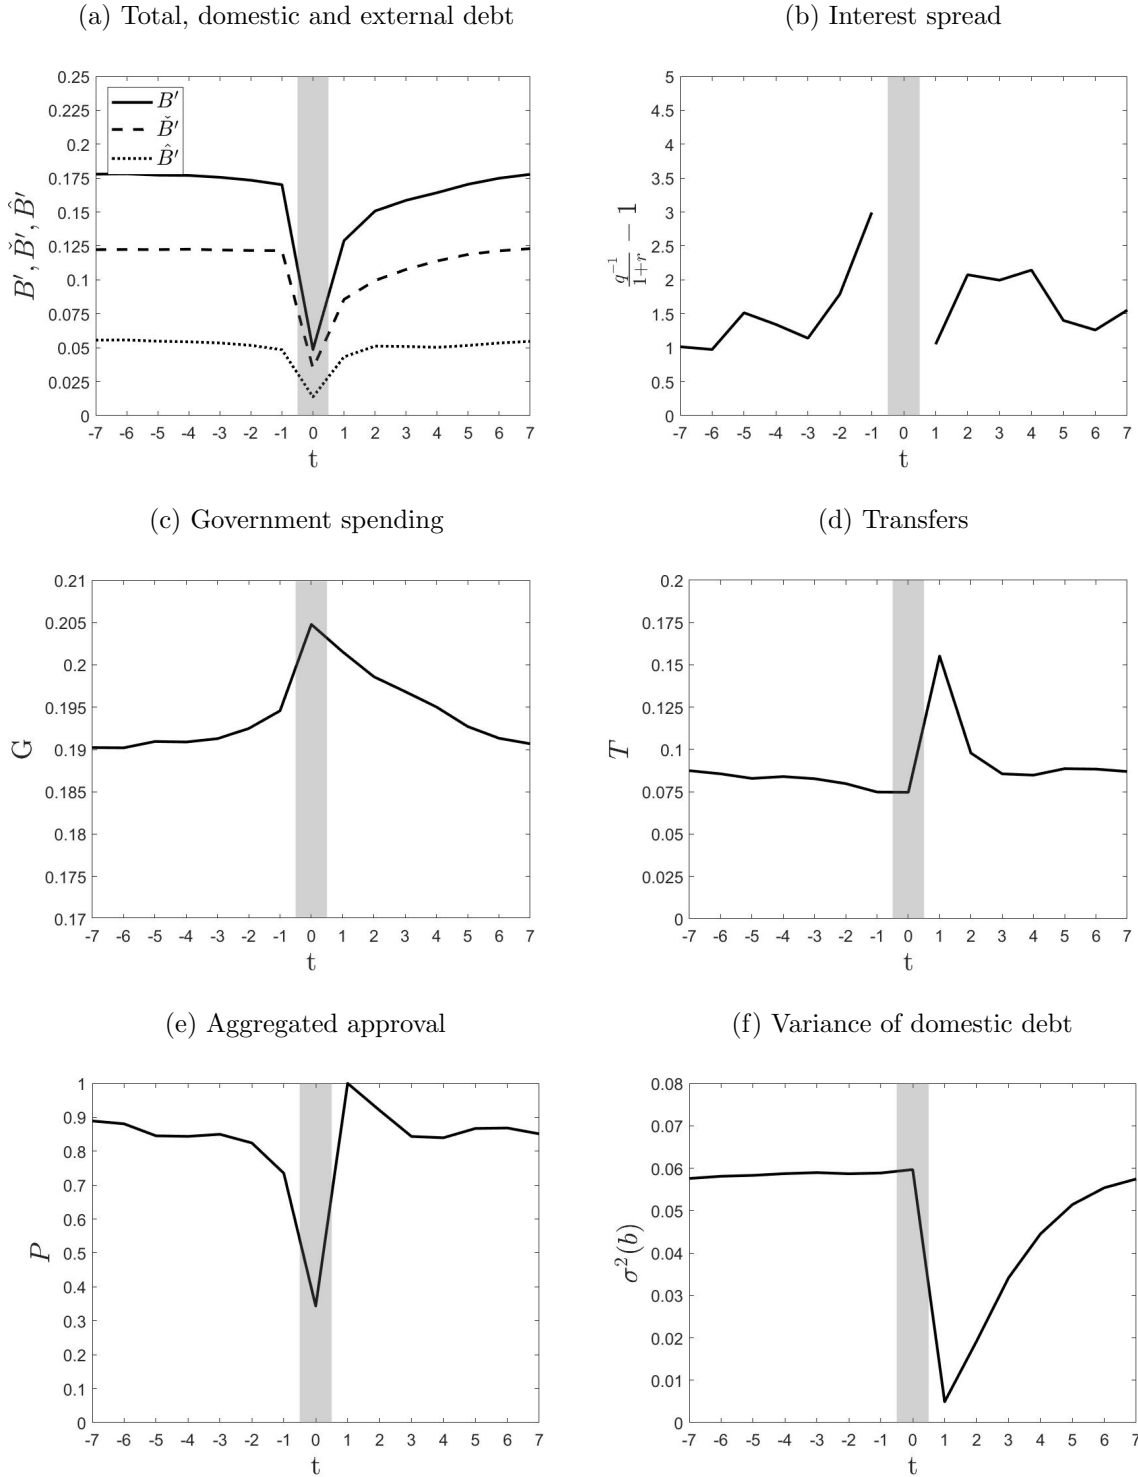 (a) Total, domestic and external debt
0.25
0.225
0.2
0.175
0.15
0.125
0.1
0.075
0.05
0.025
0
B′
B̌′
B̂′
B′, B̌′, B̂′
-7 -6 -5 -4 -3 -2 -1 0 1 2 3 4 5 6 7
t
(b) Interest spread
5
4.5
4
3.5
3
2.5
2
1.5
1
0.5
0
q⁻¹/1+r − 1
-7 -6 -5 -4 -3 -2 -1 0 1 2 3 4 5 6 7
t
(c) Government spending
0.21
0.205
0.2
0.195
0.19
0.185
0.18
0.175
0.17
G
-7 -6 -5 -4 -3 -2 -1 0 1 2 3 4 5 6 7
t
(d) Transfers
0.2
0.175
0.15
0.125
0.1
0.075
0.05
0.025
0
T
-7 -6 -5 -4 -3 -2 -1 0 1 2 3 4 5 6 7
t
(e) Aggregated approval
1
0.9
0.8
0.7
0.6
0.5
0.4
0.3
0.2
0.1
0
P
-7 -6 -5 -4 -3 -2 -1 0 1 2 3 4 5 6 7
t
(f) Variance of domestic debt
0.08
0.07
0.06
0.05
0.04
0.03
0.02
0.01
0
σ²(b)
-7 -6 -5 -4 -3 -2 -1 0 1 2 3 4 5 6 7
t